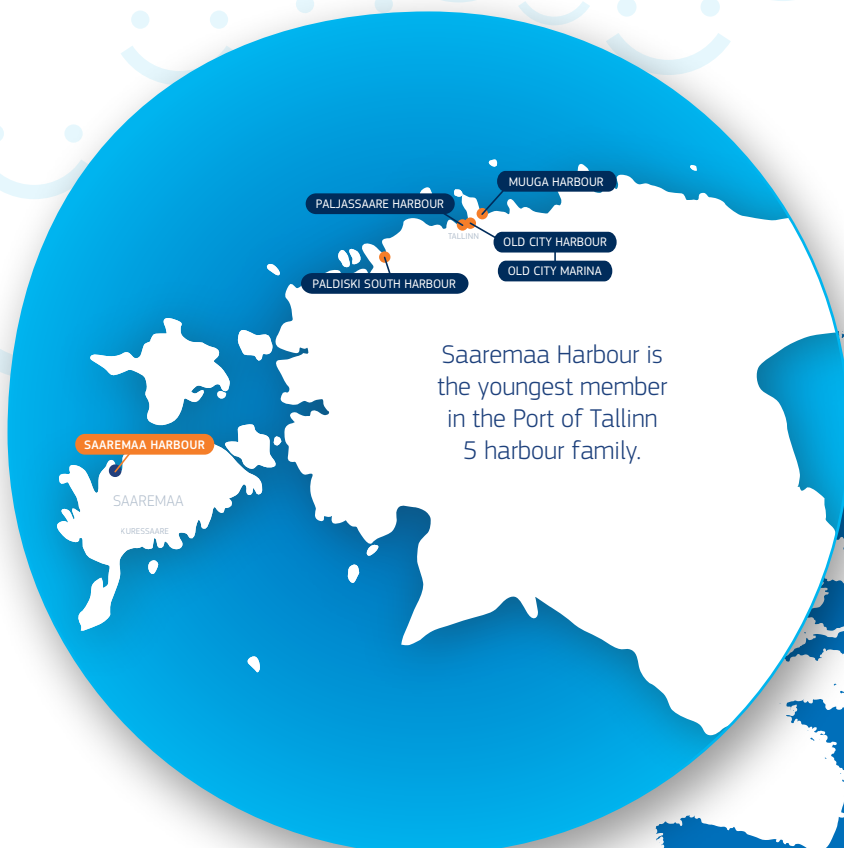 MUUGA HARBOUR
PALJASSAARE HARBOUR
TALLINN
OLD CITY HARBOUR
OLD CITY MARINA
PALDISKI SOUTH HARBOUR
Saaremaa Harbour is
the youngest member
in the Port of Tallinn
5 harbour family.
SAAREMAA HARBOUR
SAAREMAA
KURESSAARE